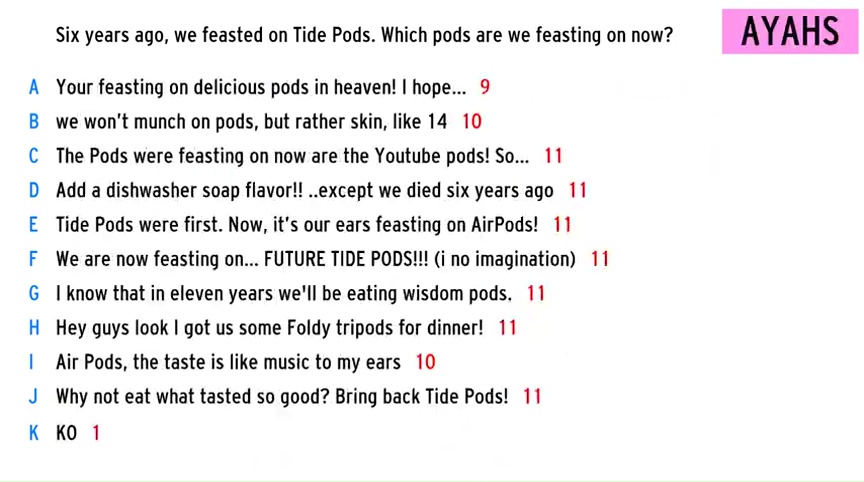 Six years ago, we feasted on Tide Pods. Which pods are we feasting on now?
AYAHS
A Your feasting on delicious pods in heaven! I hope... 9
B we won't munch on pods, but rather skin, like 14 10
C The Pods were feasting on now are the Youtube pods! So... 11
D Add a dishwasher soap flavor!! ..except we died six years ago 11
E Tide Pods were first. Now, it's our ears feasting on AirPods! 11
F We are now feasting on... FUTURE TIDE PODS!!! (i no imagination) 11
G I know that in eleven years we'll be eating wisdom pods. 11
H Hey guys look I got us some Foldy tripods for dinner! 11
I Air Pods, the taste is like music to my ears 10
J Why not eat what tasted so good? Bring back Tide Pods! 11
K KO 1